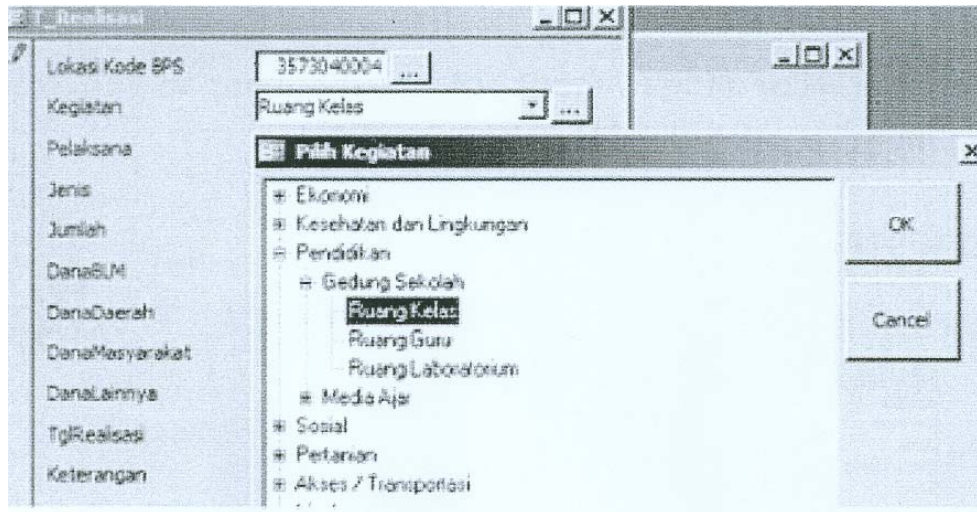 T_Realisasi
Lokasi Kode BPS 3573040004 ...
Kegiatan Ruang Kelas ...
Pelaksana
Jenis
Jumlah
DanaBLM
DanaDaerah
DanaMasyarakat
DanaLainnya
TglRealisasi
Keterangan
Pilih Kegiatan
Ekonomi
Kesehatan dan Lingkungan
Pendidikan
Gedung Sekolah
Ruang Kelas
Ruang Guru
Ruang Laboratorium
Media Ajar
Sosial
Pertanian
Akses / Transportasi
OK
Cancel